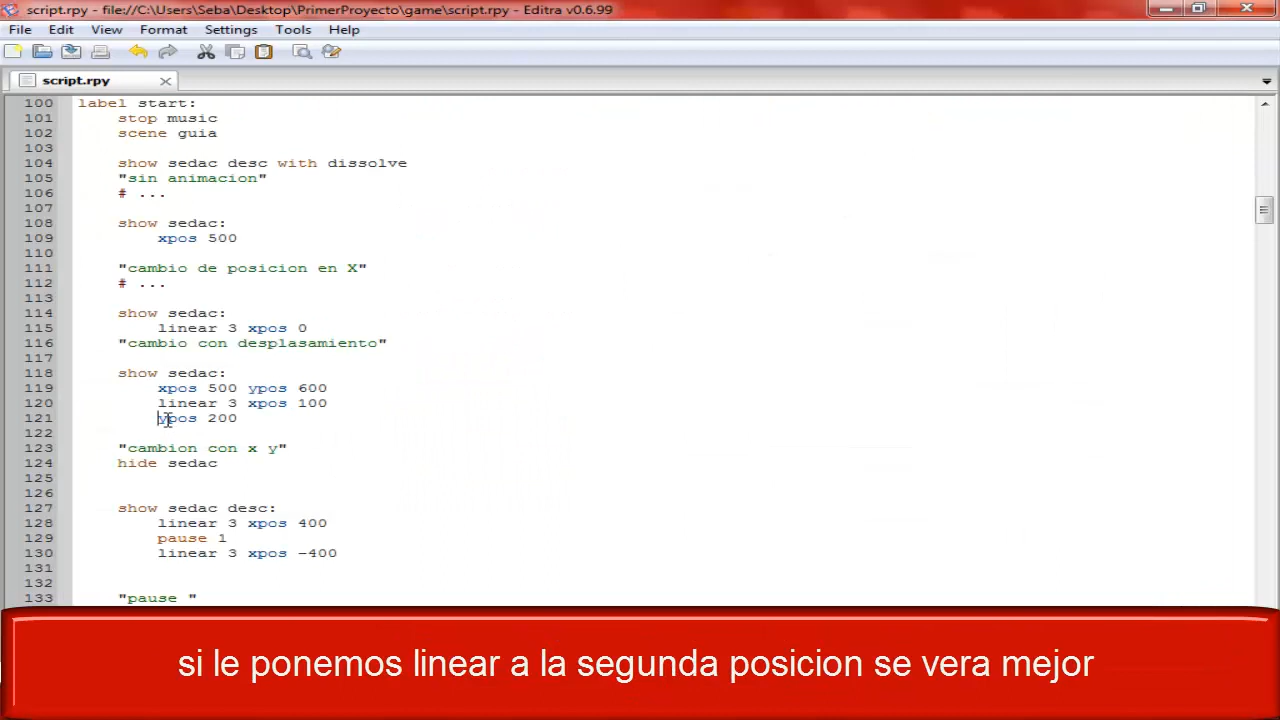 script.rpy - file://C:\Users\Seba\Desktop\PrimerProyecto\game\script.rpy - Editra v0.6.99
File Edit View Format Settings Tools Help
script.rpy
100 label start:
101 stop music
102 scene guia
103
104 show sedac desc with dissolve
105 "sin animacion"
106 # ...
107
108 show sedac:
109 xpos 500
110
111 "cambio de posicion en X"
112 # ...
113
114 show sedac:
115 linear 3 xpos 0
116 "cambio con desplasamiento"
117
118 show sedac:
119 xpos 500 ypos 600
120 linear 3 xpos 100
121 ypos 200
122
123 "cambion con x y"
124 hide sedac
125
126
127 show sedac desc:
128 linear 3 xpos 400
129 pause 1
130 linear 3 xpos -400
131
132
133 "pause "
si le ponemos linear a la segunda posicion se vera mejor